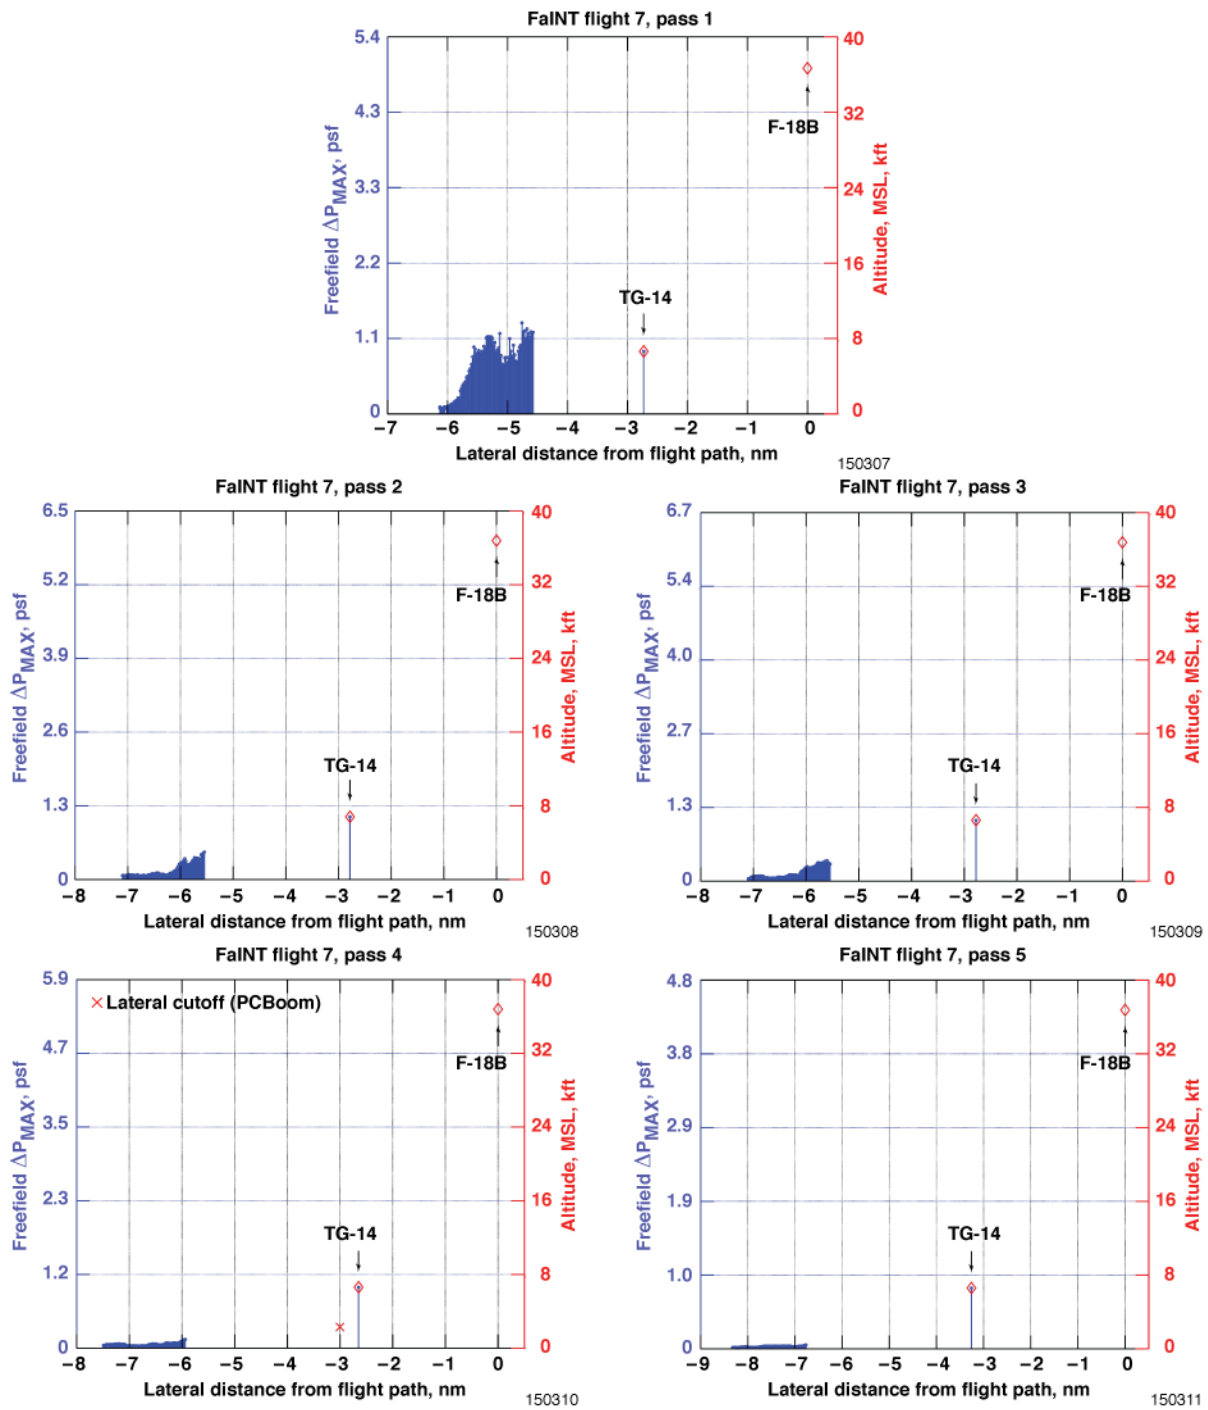 FaINT flight 7, pass 1
5.4
4.3
3.3
2.2
1.1
0
Freefield ΔPMAX, psf
40
32
24
16
8
0
Altitude, MSL, kft
F-18B
TG-14
−7 −6 −5 −4 −3 −2 −1 0
Lateral distance from flight path, nm
150307
FaINT flight 7, pass 2
6.5
5.2
3.9
2.6
1.3
0
Freefield ΔPMAX, psf
40
32
24
16
8
0
Altitude, MSL, kft
F-18B
TG-14
−8 −7 −6 −5 −4 −3 −2 −1 0
Lateral distance from flight path, nm
150308
FaINT flight 7, pass 3
6.7
5.4
4.0
2.7
1.3
0
Freefield ΔPMAX, psf
40
32
24
16
8
0
Altitude, MSL, kft
F-18B
TG-14
−8 −7 −6 −5 −4 −3 −2 −1 0
Lateral distance from flight path, nm
150309
FaINT flight 7, pass 4
5.9
4.7
3.5
2.3
1.2
0
Freefield ΔPMAX, psf
40
32
24
16
8
0
Altitude, MSL, kft
× Lateral cutoff (PCBoom)
F-18B
TG-14
−8 −7 −6 −5 −4 −3 −2 −1 0
Lateral distance from flight path, nm
150310
FaINT flight 7, pass 5
4.8
3.8
2.9
1.9
1.0
0
Freefield ΔPMAX, psf
40
32
24
16
8
0
Altitude, MSL, kft
F-18B
TG-14
−9 −8 −7 −6 −5 −4 −3 −2 −1 0
Lateral distance from flight path, nm
150311